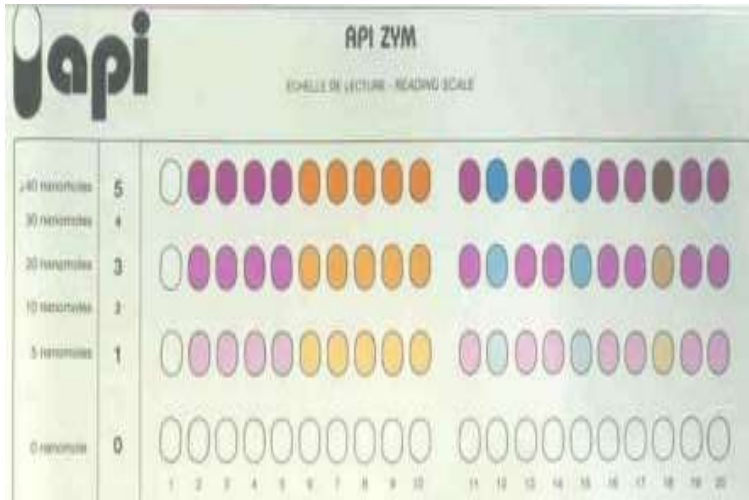 api
API ZYM
ECHELLE DE LECTURE - READING SCALE
≥40 nanomoles 5
30 nanomoles 4
20 nanomoles 3
10 nanomoles 2
5 nanomoles 1
0 nanomole 0
1 2 3 4 5 6 7 8 9 10 11 12 13 14 15 16 17 18 19 20